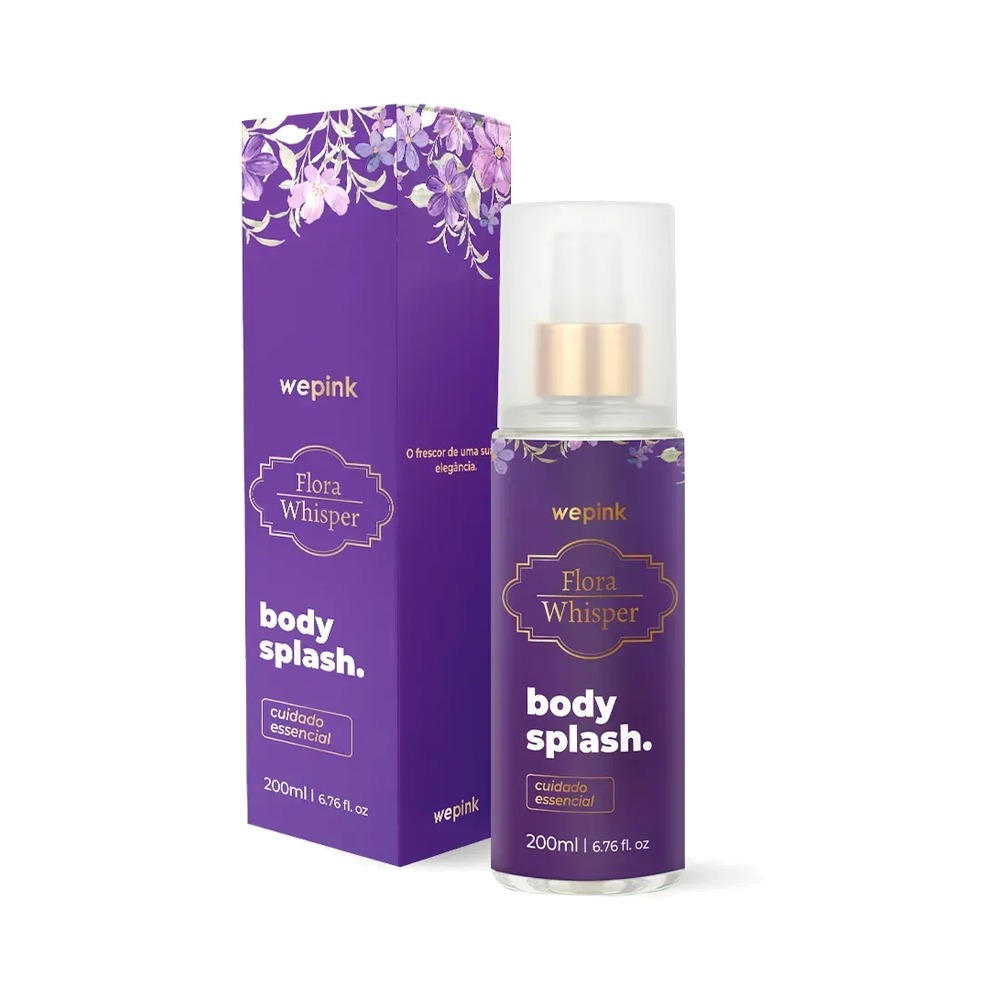 wepink
Flora
Whisper
body
splash.
cuidado
essencial
200ml | 6.76 fl. oz
O frescor de uma
elegância.
wepink
wepink
Flora
Whisper
body
splash.
cuidado
essencial
200ml | 6.76 fl. oz